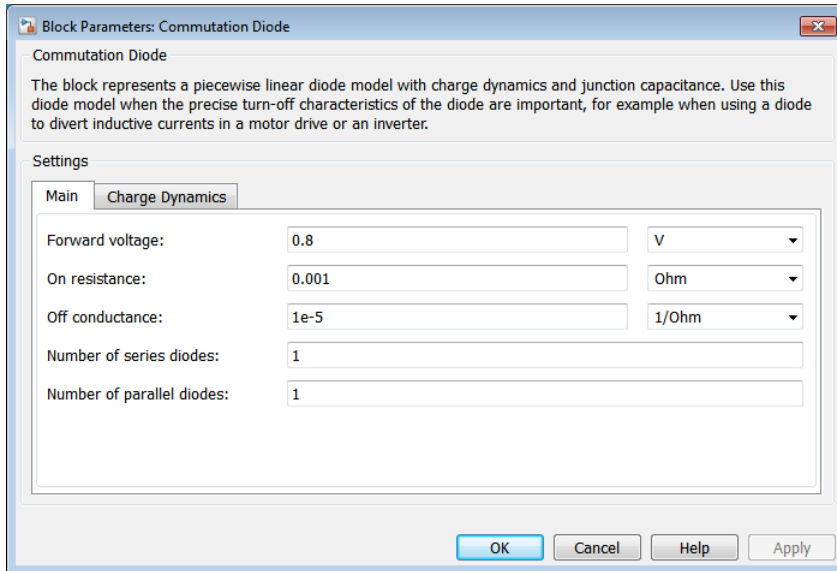 Block Parameters: Commutation Diode
Commutation Diode
The block represents a piecewise linear diode model with charge dynamics and junction capacitance. Use this
diode model when the precise turn-off characteristics of the diode are important, for example when using a diode
to divert inductive currents in a motor drive or an inverter.
Settings
Main Charge Dynamics
Forward voltage: 0.8 V
On resistance: 0.001 Ohm
Off conductance: 1e-5 1/Ohm
Number of series diodes: 1
Number of parallel diodes: 1
OK Cancel Help Apply